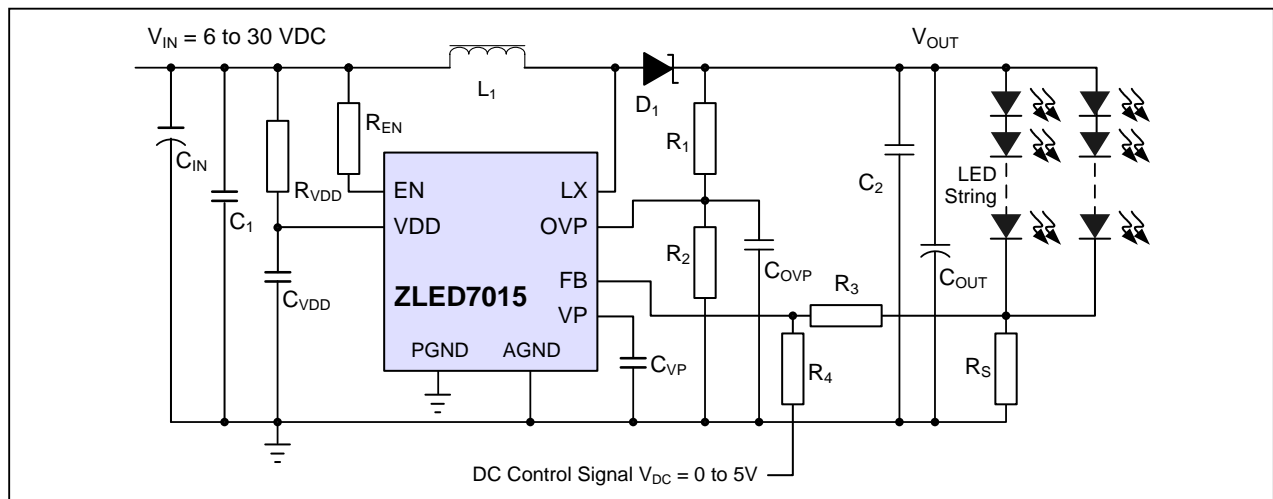 V_IN = 6 to 30 VDC
V_OUT
L_1
D_1
R_EN
R_1
C_IN
R_VDD
C_1
C_2
LED
String
EN
LX
VDD
OVP
R_2
C_OVP
C_OUT
C_VDD
ZLED7015
FB
VP
R_3
PGND
AGND
C_VP
R_4
R_S
DC Control Signal V_DC = 0 to 5V